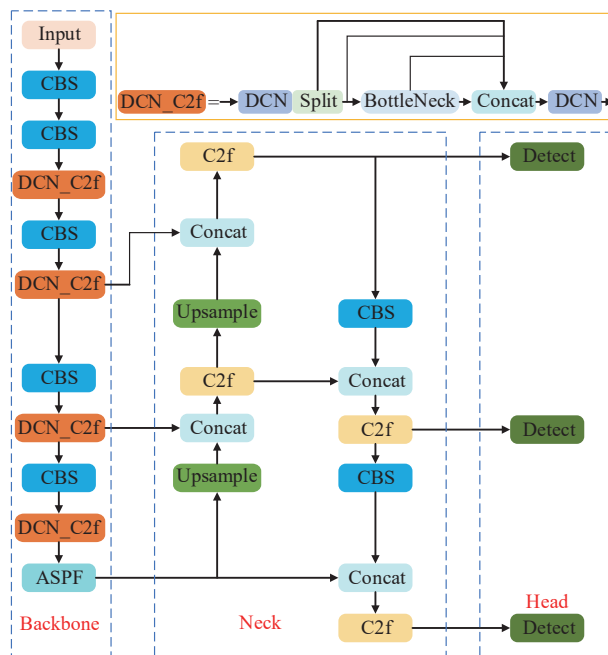 Input
CBS
CBS
DCN_C2f
CBS
DCN_C2f
CBS
DCN_C2f
CBS
DCN_C2f
ASPF
Backbone
DCN_C2f= DCN Split BottleNeck Concat DCN
C2f
Concat
Upsample
C2f
Concat
Upsample
CBS
Concat
C2f
CBS
Concat
C2f
Neck
Detect
Detect
Head
Detect